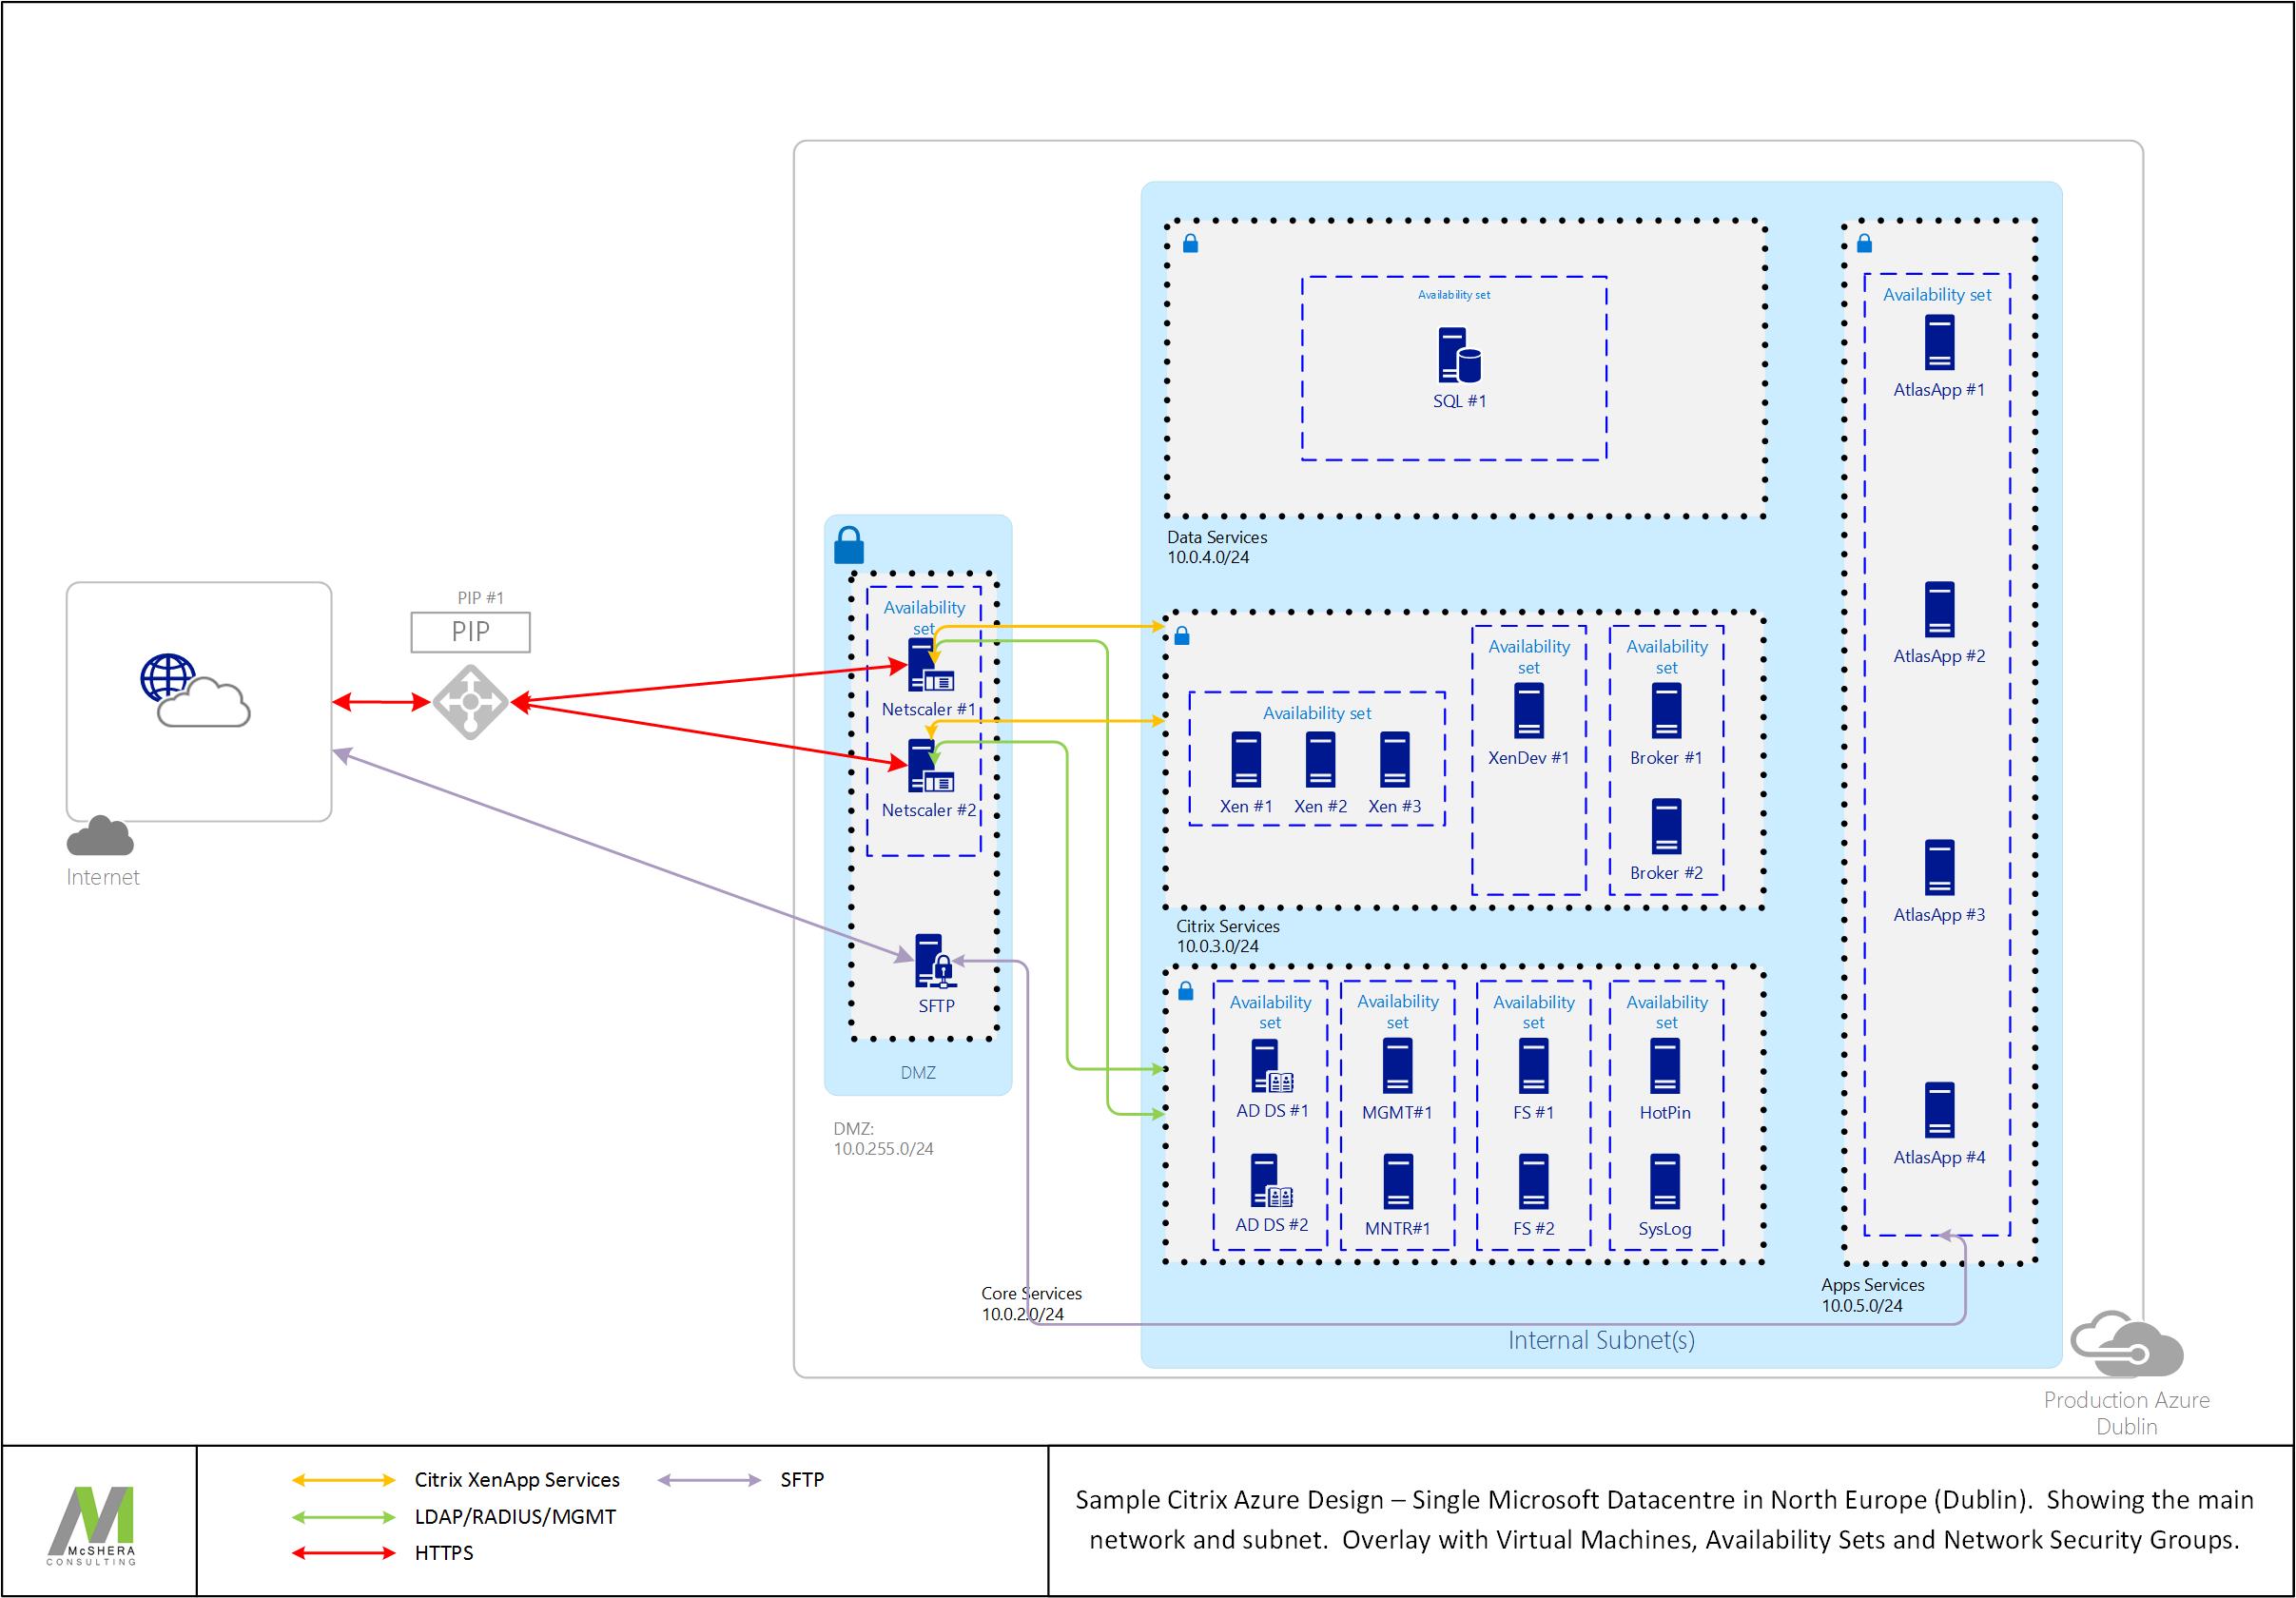 Availability set
SQL #1
Data Services
10.0.4.0/24
Availability set
AtlasApp #1
AtlasApp #2
AtlasApp #3
AtlasApp #4
Apps Services
10.0.5.0/24
PIP #1
PIP
Internet
Availability
set
Netscaler #1
Netscaler #2
SFTP
DMZ
DMZ:
10.0.255.0/24
Availability set
Xen #1
Xen #2
Xen #3
Availability
set
XenDev #1
Availability
set
Broker #1
Broker #2
Citrix Services
10.0.3.0/24
Availability
set
AD DS #1
AD DS #2
Availability
set
MGMT#1
MNTR#1
Availability
set
FS #1
FS #2
Availability
set
HotPin
SysLog
Core Services
10.0.2.0/24
Internal Subnet(s)
Production Azure
Dublin
McSHERA
CONSULTING
Citrix XenApp Services
SFTP
LDAP/RADIUS/MGMT
HTTPS
Sample Citrix Azure Design – Single Microsoft Datacentre in North Europe (Dublin).  Showing the main
network and subnet.  Overlay with Virtual Machines, Availability Sets and Network Security Groups.